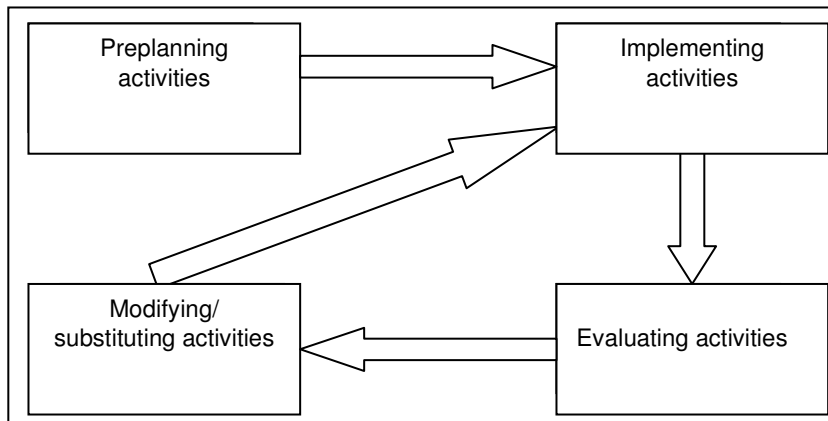 Preplanning
activities
Implementing
activities
Modifying/
substituting activities
Evaluating activities